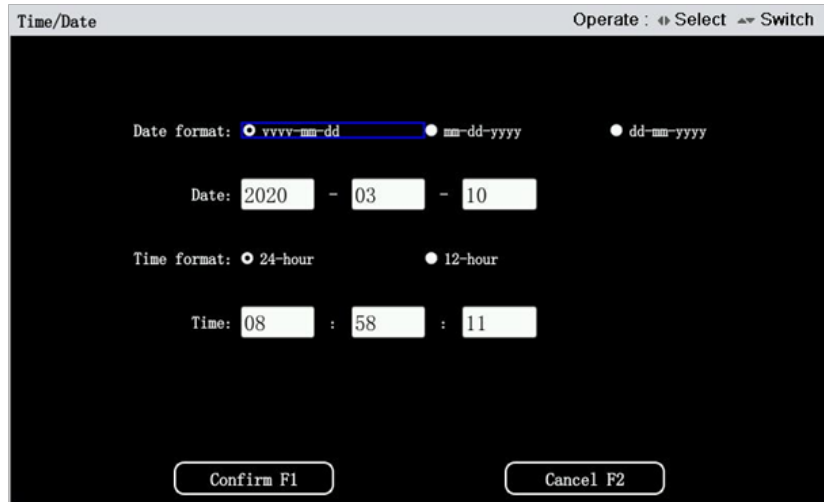 Time/Date Operate : Select Switch
Date format: yyyy-mm-dd mm-dd-yyyy dd-mm-yyyy
Date: 2020 - 03 - 10
Time format: 24-hour 12-hour
Time: 08 : 58 : 11
Confirm F1 Cancel F2